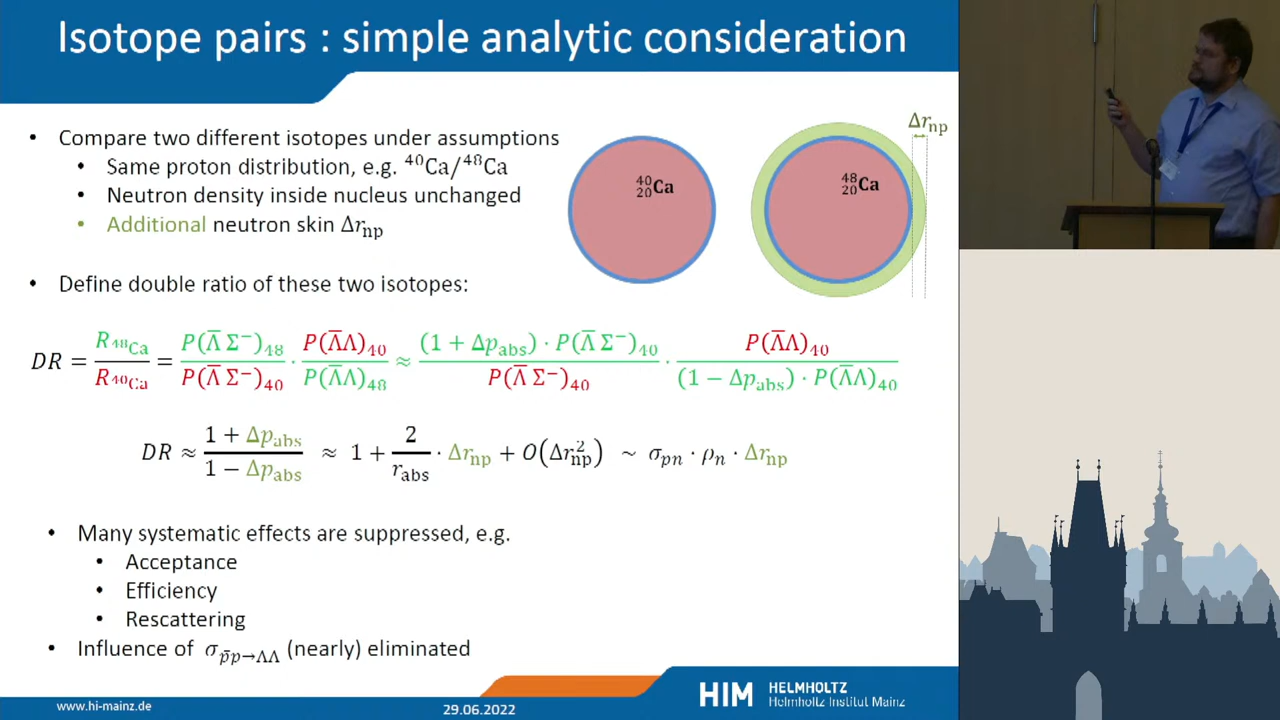 Isotope pairs : simple analytic consideration
• Compare two different isotopes under assumptions
• Same proton distribution, e.g. ⁴⁰Ca/⁴⁸Ca
• Neutron density inside nucleus unchanged
• Additional neutron skin Δr_np
⁴⁰₂₀Ca
⁴⁸₂₀Ca
Δr_np
• Define double ratio of these two isotopes:
DR = R_⁴⁸Ca / R_⁴⁰Ca = P(Λ̄ Σ⁻)₄₈ / P(Λ̄ Σ⁻)₄₀ · P(Λ̄Λ)₄₀ / P(Λ̄Λ)₄₈ ≈ (1 + Δp_abs) · P(Λ̄ Σ⁻)₄₀ / P(Λ̄ Σ⁻)₄₀ · P(Λ̄Λ)₄₀ / (1 − Δp_abs) · P(Λ̄Λ)₄₀
DR ≈ 1 + Δp_abs / 1 − Δp_abs ≈ 1 + 2 / r_abs · Δr_np + O(Δr²_np) ~ σ_pn · ρ_n · Δr_np
• Many systematic effects are suppressed, e.g.
• Acceptance
• Efficiency
• Rescattering
• Influence of σ_p̄p→ΛΛ (nearly) eliminated
www.hi-mainz.de
29.06.2022
HIM HELMHOLTZ
Helmholtz Institut Mainz